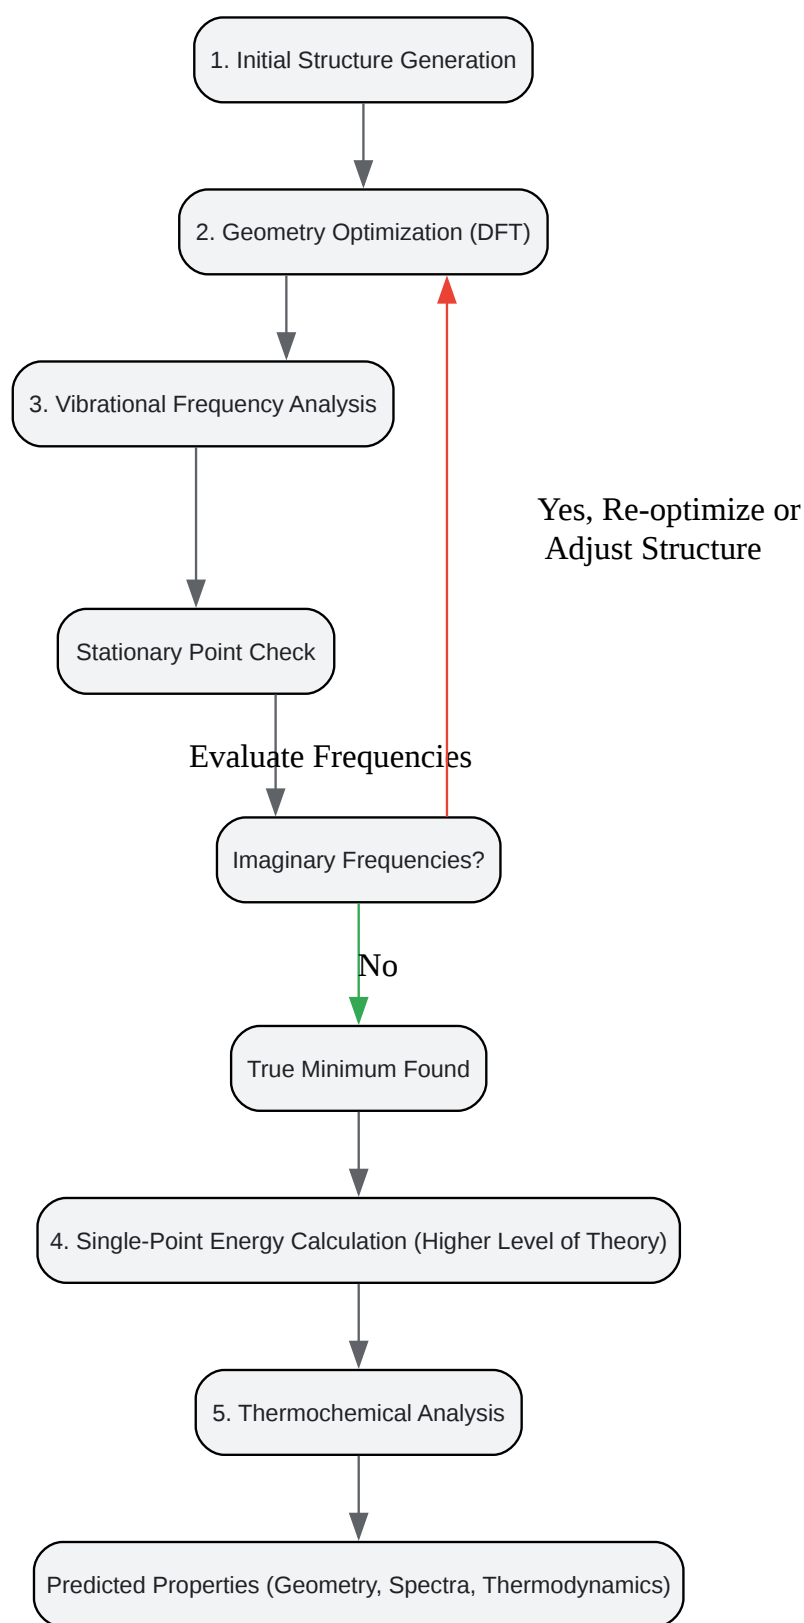 1. Initial Structure Generation
2. Geometry Optimization (DFT)
3. Vibrational Frequency Analysis
Yes, Re-optimize or
Adjust Structure
Stationary Point Check
Evaluate Frequencies
Imaginary Frequencies?
No
True Minimum Found
4. Single-Point Energy Calculation (Higher Level of Theory)
5. Thermochemical Analysis
Predicted Properties (Geometry, Spectra, Thermodynamics)